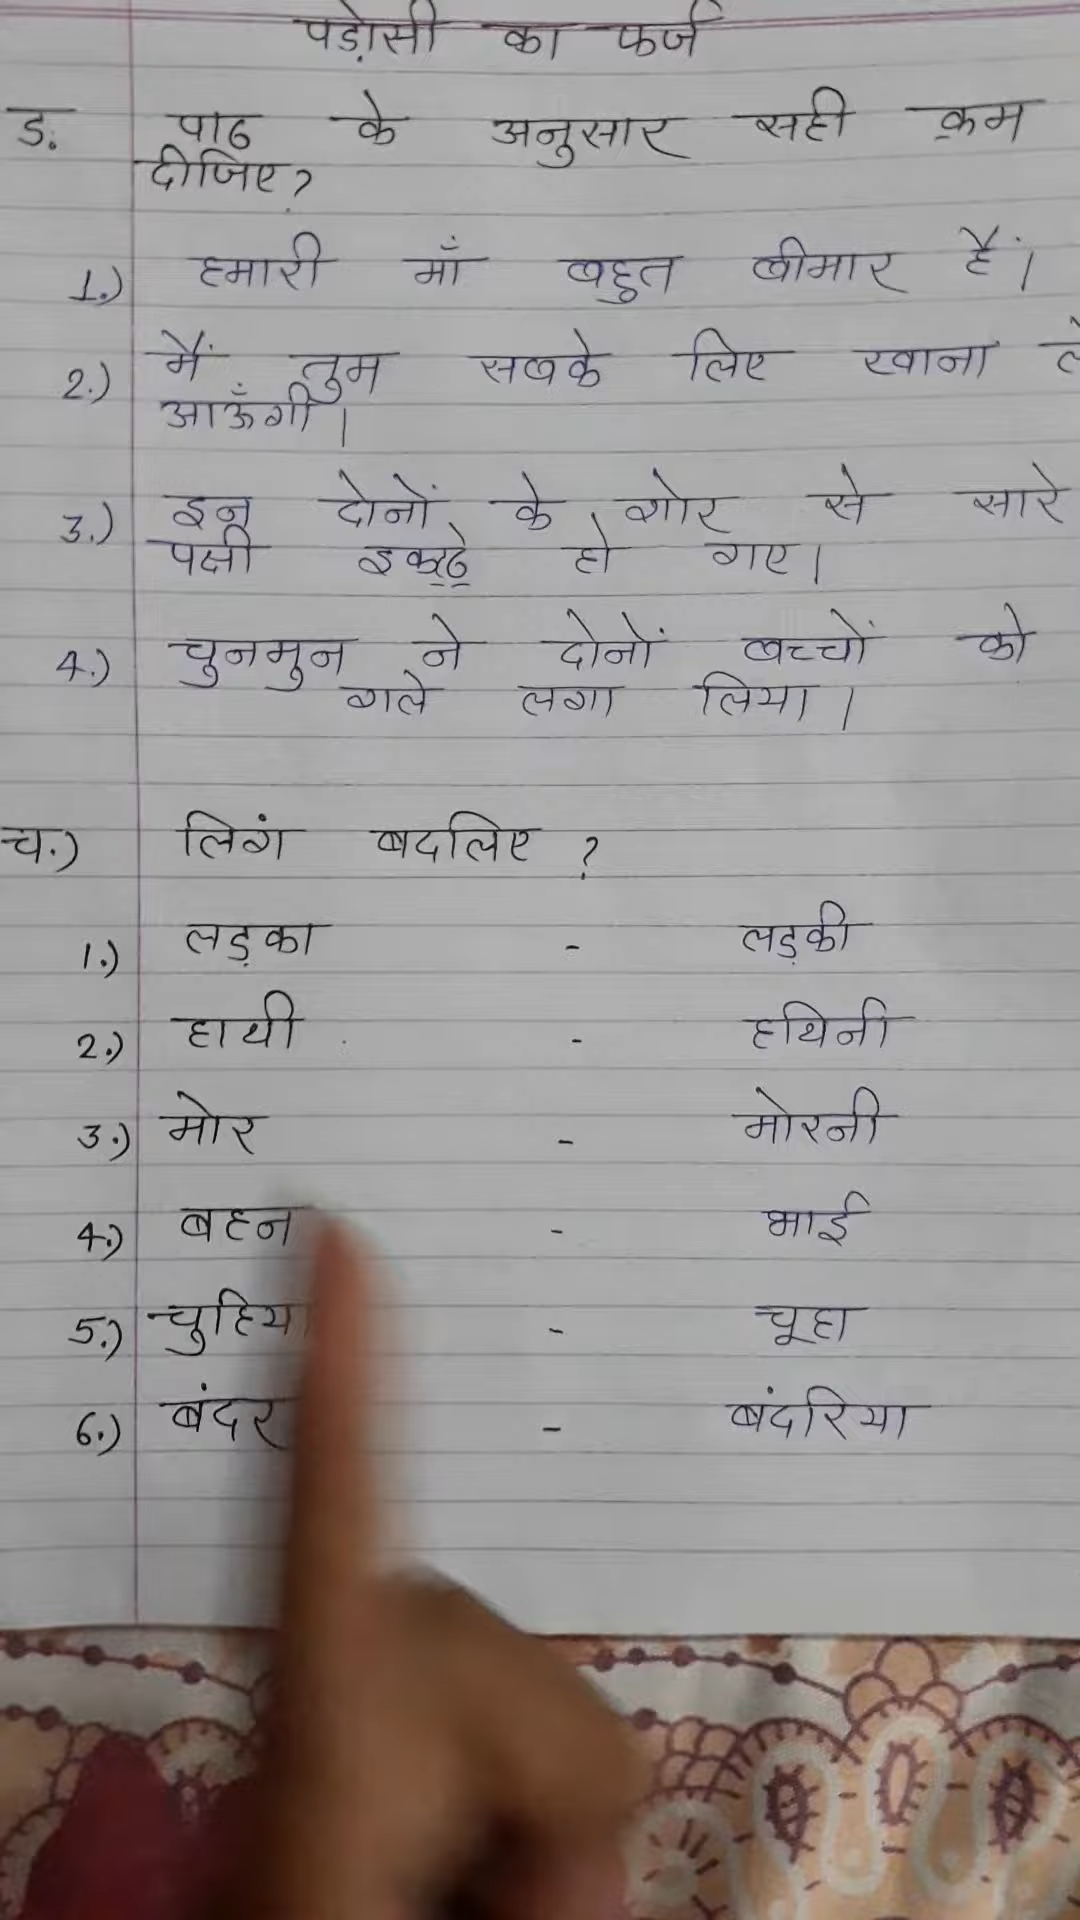 पड़ोसी का फर्ज
ड. पाठ के अनुसार सही क्रम
दीजिए?
1.) हमारी माँ बहुत बीमार हैं।
2.) मैं तुम सबके लिए खाना
आऊँगी।
3.) इन दोनों के शोर से सारे
पक्षी इकट्ठे हो गए।
4.) चुनमुन ने दोनों बच्चों को
गले लगा लिया।
च.) लिंग बदलिए?
1.) लड़का - लड़की
2.) हाथी - हथिनी
3.) मोर - मोरनी
4.) बहन - भाई
5.) चुहिया - चूहा
6.) बंदर - बंदरिया